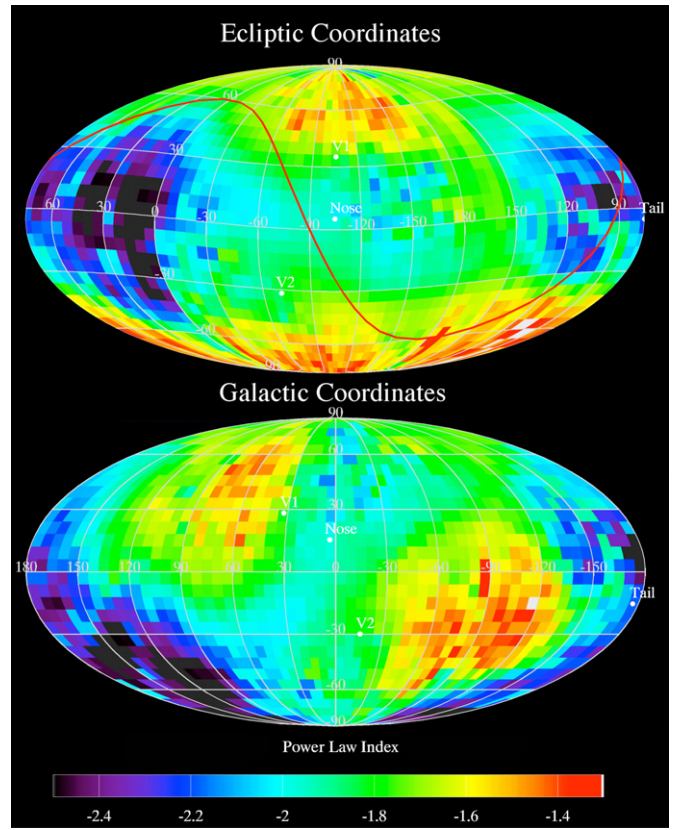 Ecliptic Coordinates
90
60
V1
30
60 30 0 -30 -60 -90 Nose -120 -150 150 120 90 Tail
-30
V2
-60
90
Galactic Coordinates
90
60
V1
30
Nose
180 150 120 90 60 30 0 -30 -60 -90 -120 -150
Tail
-30
V2
-60
-90
Power Law Index
-2.4 -2.2 -2 -1.8 -1.6 -1.4